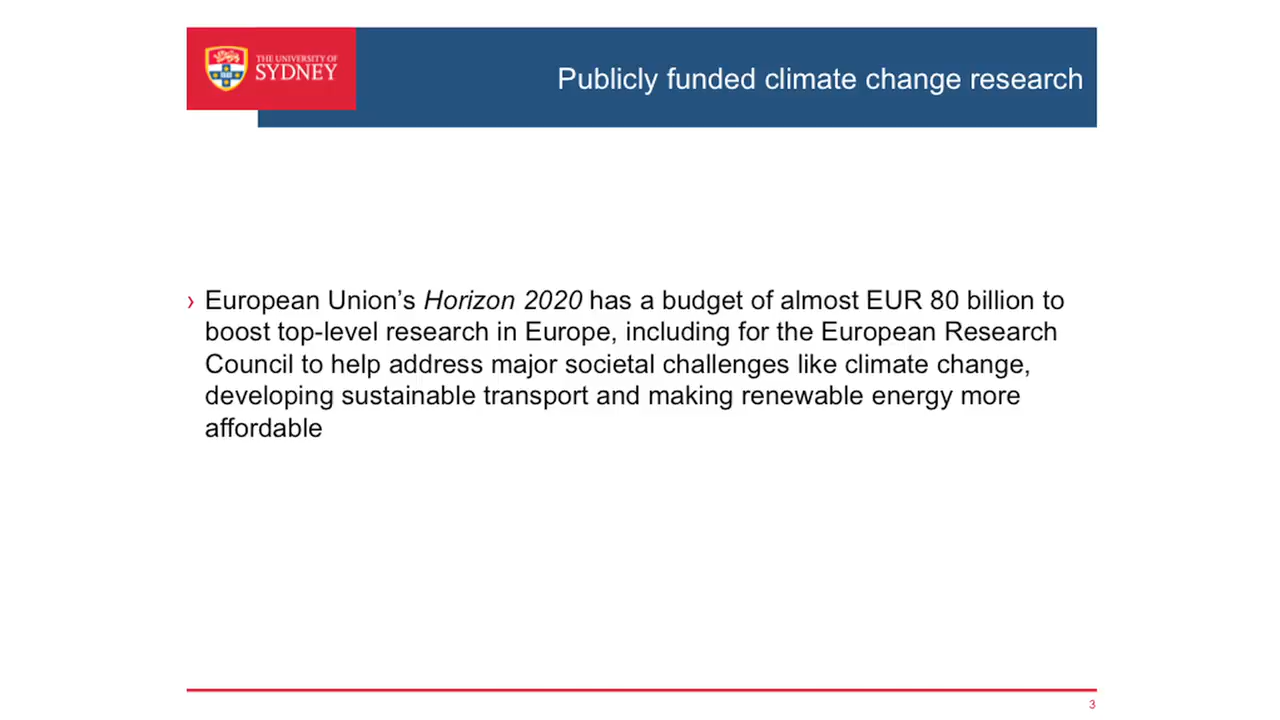 THE UNIVERSITY OF
SYDNEY
Publicly funded climate change research
› European Union’s Horizon 2020 has a budget of almost EUR 80 billion to
boost top-level research in Europe, including for the European Research
Council to help address major societal challenges like climate change,
developing sustainable transport and making renewable energy more
affordable
3